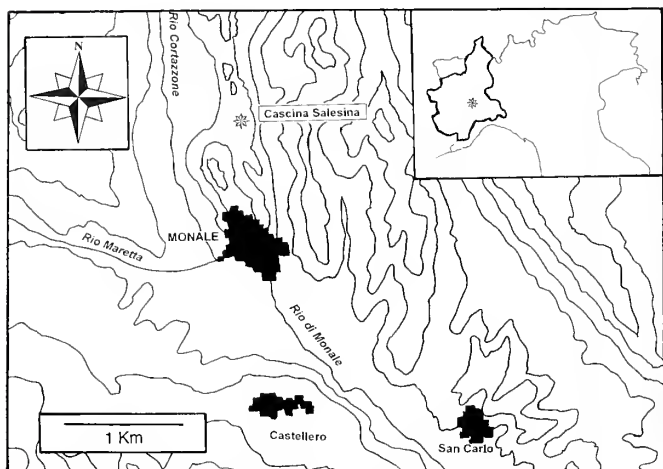 N
Rio Cortazzone
Cascina Salesina
MONALE
Rio Maretta
Rio di Monale
Castellero
San Carlo
1 Km